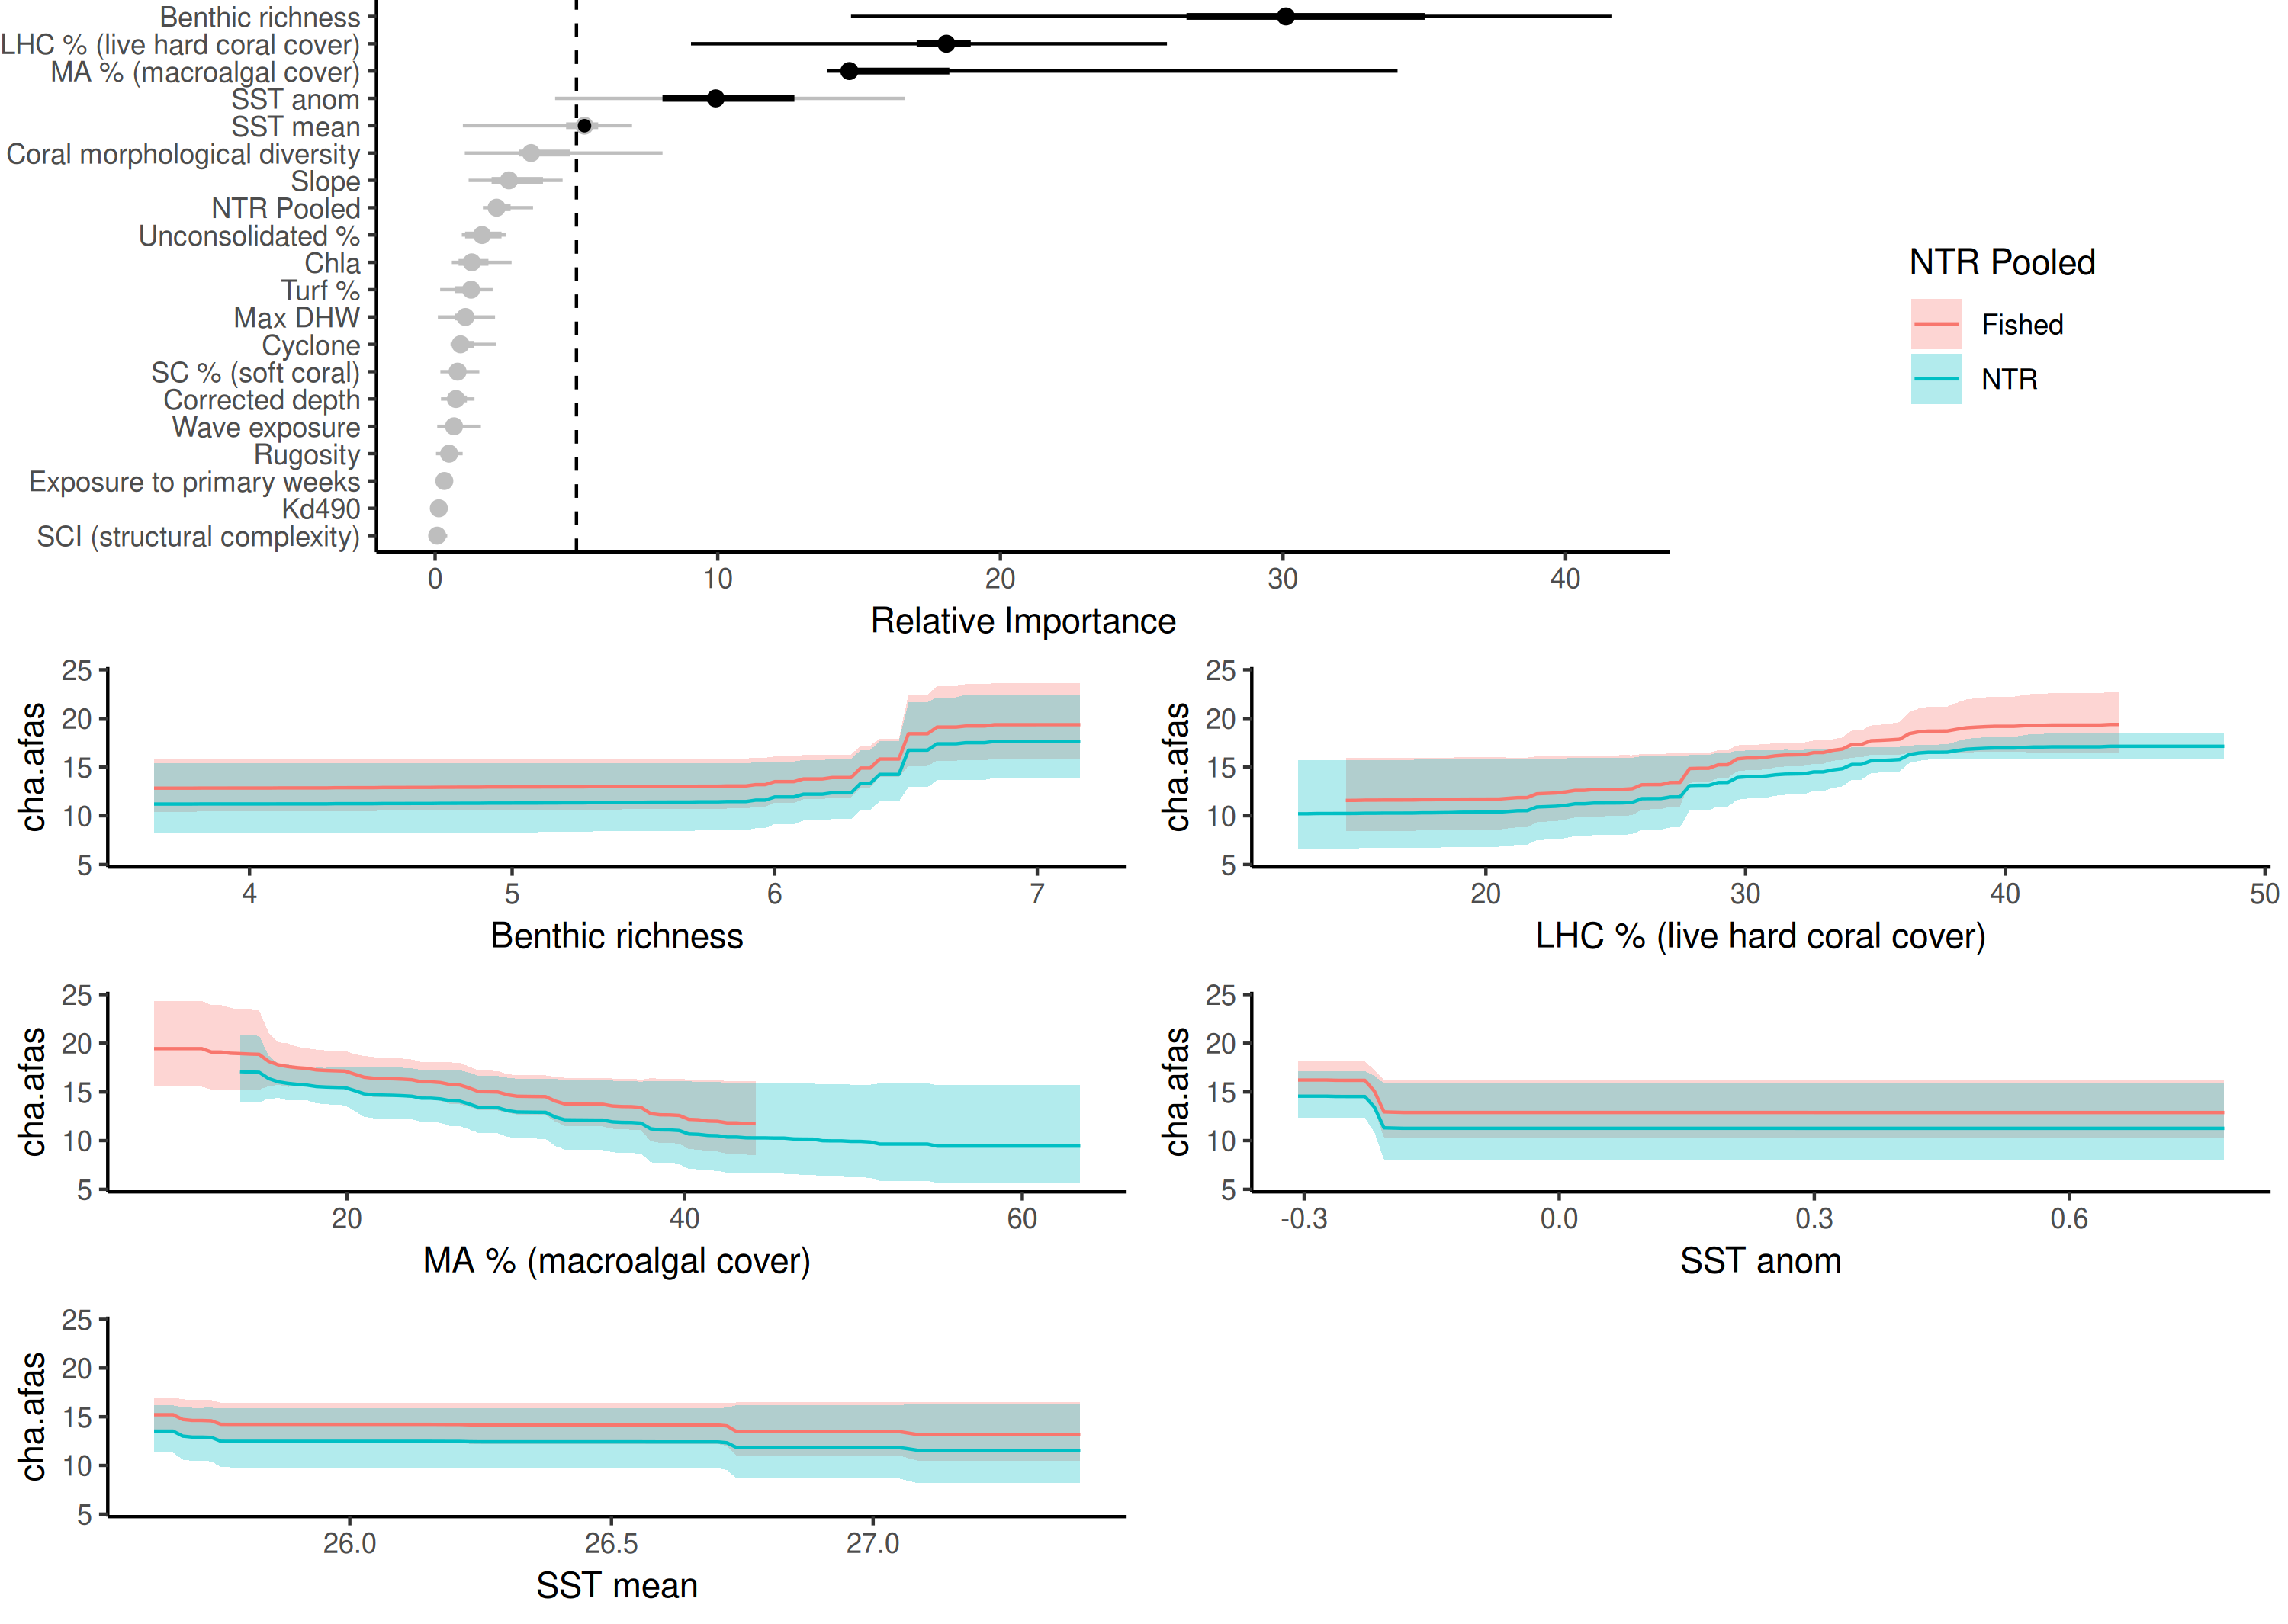 Benthic richness
LHC % (live hard coral cover)
MA % (macroalgal cover)
SST anom
SST mean
Coral morphological diversity
Slope
NTR Pooled
Unconsolidated %
Chla
Turf %
Max DHW
Cyclone
SC % (soft coral)
Corrected depth
Wave exposure
Rugosity
Exposure to primary weeks
Kd490
SCI (structural complexity)
0 10 20 30 40
Relative Importance
NTR Pooled
Fished
NTR
25
20
15
10
5
cha.afas
4 5 6 7
Benthic richness
25
20
15
10
5
cha.afas
20 30 40 50
LHC % (live hard coral cover)
25
20
15
10
5
cha.afas
20 40 60
MA % (macroalgal cover)
25
20
15
10
5
cha.afas
-0.3 0.0 0.3 0.6
SST anom
25
20
15
10
5
cha.afas
26.0 26.5 27.0
SST mean